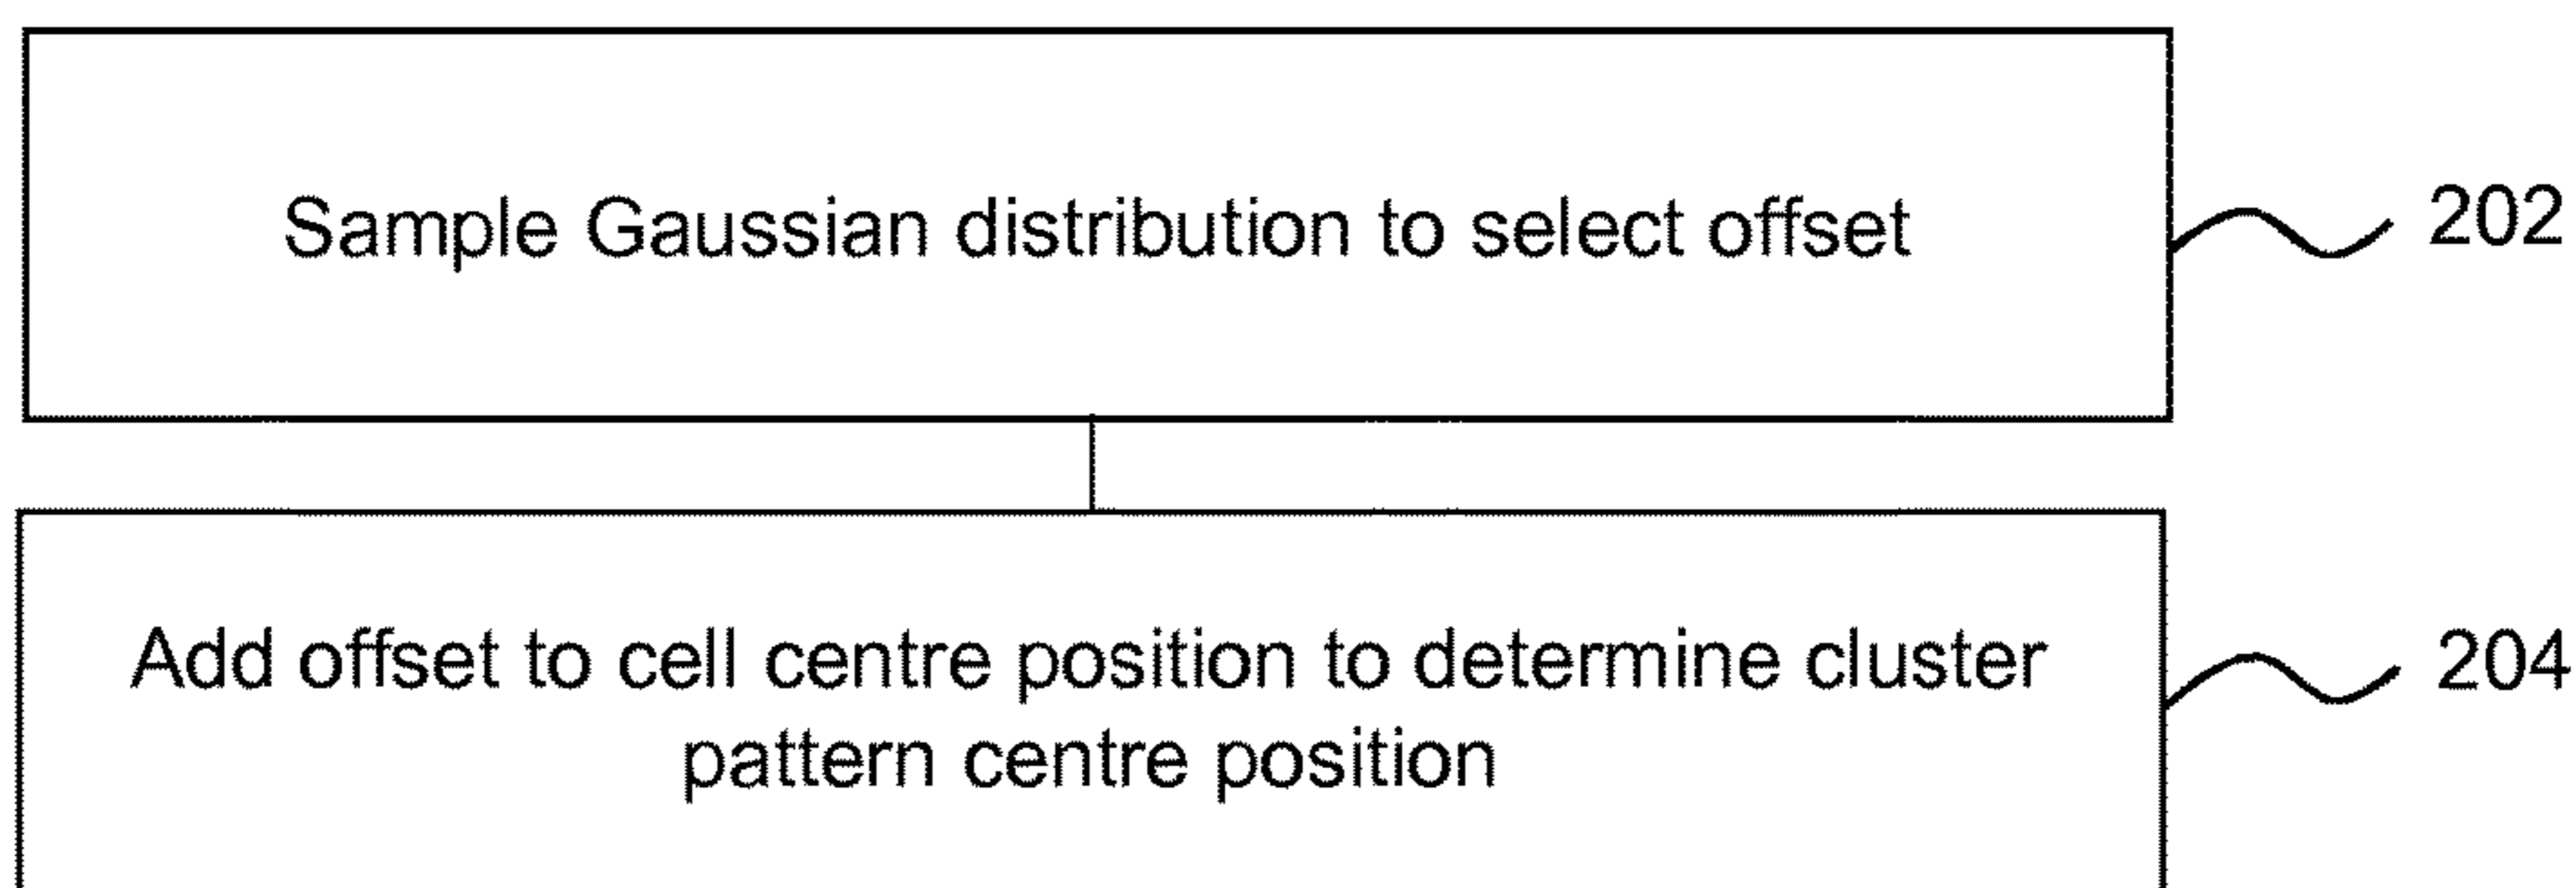 Sample Gaussian distribution to select offset
202
Add offset to cell centre position to determine cluster
pattern centre position
204